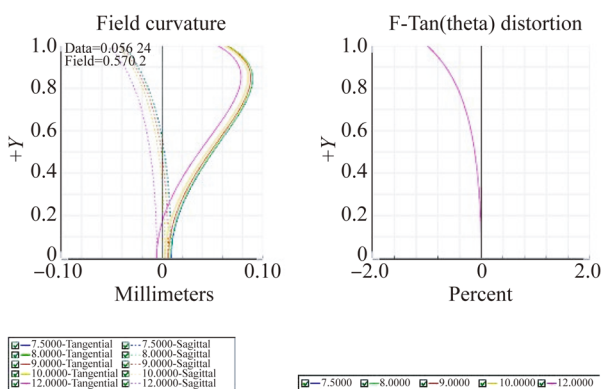 Field curvature
Data=0.056 24
Field=0.570 2
1.0
0.8
0.6
0.4
0.2
0
+Y
-0.10 0 0.10
Millimeters
7.5000-Tangential 7.5000-Sagittal
8.0000-Tangential 8.0000-Sagittal
9.0000-Tangential 9.0000-Sagittal
10.0000-Tangential 10.0000-Sagittal
12.0000-Tangential 12.0000-Sagittal
F-Tan(theta) distortion
1.0
0.8
0.6
0.4
0.2
0
+Y
-2.0 0 2.0
Percent
7.5000 8.0000 9.0000 10.0000 12.0000